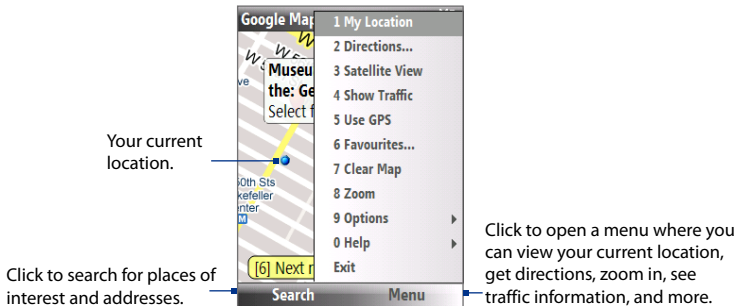 Google Map
1 My Location
2 Directions...
3 Satellite View
4 Show Traffic
5 Use GPS
6 Favourites...
7 Clear Map
8 Zoom
9 Options
0 Help
Exit
W
W 5
ve
Museu
the: Ge
Select f
50th Sts
kefeller
enter
M
[6] Next r
Search
Menu
Your current
location.
Click to search for places of
interest and addresses.
Click to open a menu where you
can view your current location,
get directions, zoom in, see
traffic information, and more.